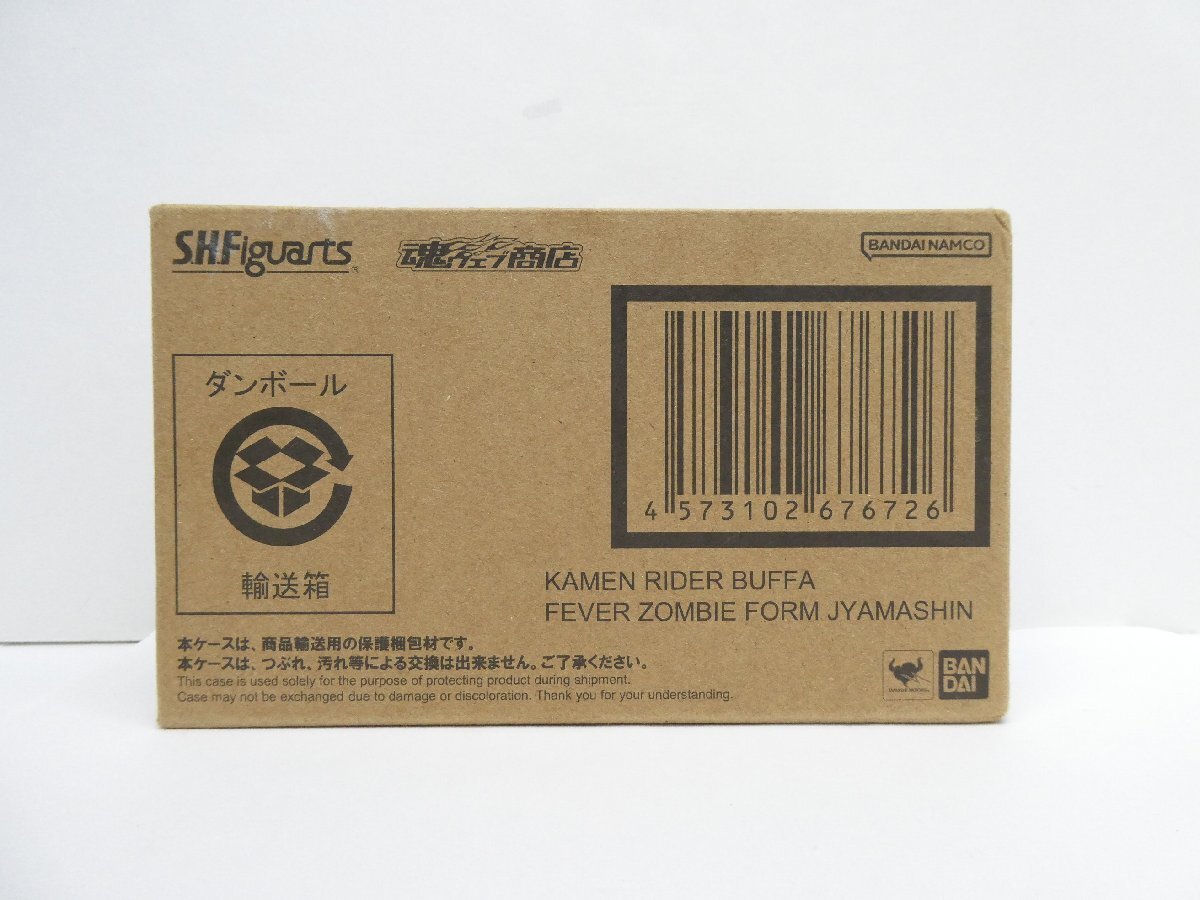 S.H.Figuarts
魂ウェブ商店
BANDAI NAMCO
ダンボール
輸送箱
4 573102 676726
KAMEN RIDER BUFFA
FEVER ZOMBIE FORM JYAMASHIN
本ケースは、商品輸送用の保護梱包材です。
本ケースは、つぶれ、汚れ等による交換は出来ません。ご了承ください。
This case is used solely for the purpose of protecting product during shipment.
Case may not be exchanged due to damage or discoloration. Thank you for your understanding.
BAN
DAI